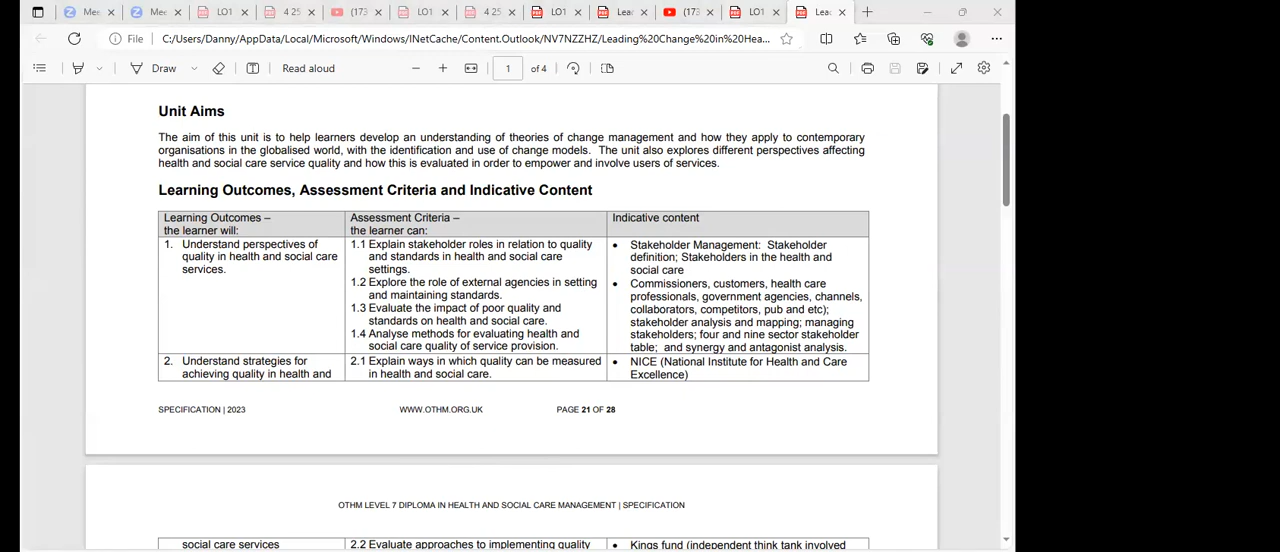 Mee
Mee
LO1
4 25
(173
LO1
4 25
LO1
Lea
(173
LO1
Lea
File
C:/Users/Danny/AppData/Local/Microsoft/Windows/INetCache/Content.Outlook/NV7NZZHZ/Leading%20Change%20in%20Hea...
Draw
Read aloud
1
of 4
Unit Aims
The aim of this unit is to help learners develop an understanding of theories of change management and how they apply to contemporary
organisations in the globalised world, with the identification and use of change models. The unit also explores different perspectives affecting
health and social care service quality and how this is evaluated in order to empower and involve users of services.
Learning Outcomes, Assessment Criteria and Indicative Content
Learning Outcomes –
the learner will:
Assessment Criteria –
the learner can:
Indicative content
1. Understand perspectives of
quality in health and social care
services.
1.1 Explain stakeholder roles in relation to quality
and standards in health and social care
settings.
1.2 Explore the role of external agencies in setting
and maintaining standards.
1.3 Evaluate the impact of poor quality and
standards on health and social care.
1.4 Analyse methods for evaluating health and
social care quality of service provision.
• Stakeholder Management: Stakeholder
definition; Stakeholders in the health and
social care
• Commissioners, customers, health care
professionals, government agencies, channels,
collaborators, competitors, pub and etc);
stakeholder analysis and mapping; managing
stakeholders; four and nine sector stakeholder
table; and synergy and antagonist analysis.
2. Understand strategies for
achieving quality in health and
2.1 Explain ways in which quality can be measured
in health and social care.
• NICE (National Institute for Health and Care
Excellence)
SPECIFICATION | 2023
WWW.OTHM.ORG.UK
PAGE 21 OF 28
OTHM LEVEL 7 DIPLOMA IN HEALTH AND SOCIAL CARE MANAGEMENT | SPECIFICATION
social care services
2.2 Evaluate approaches to implementing quality
• Kings fund (independent think tank involved